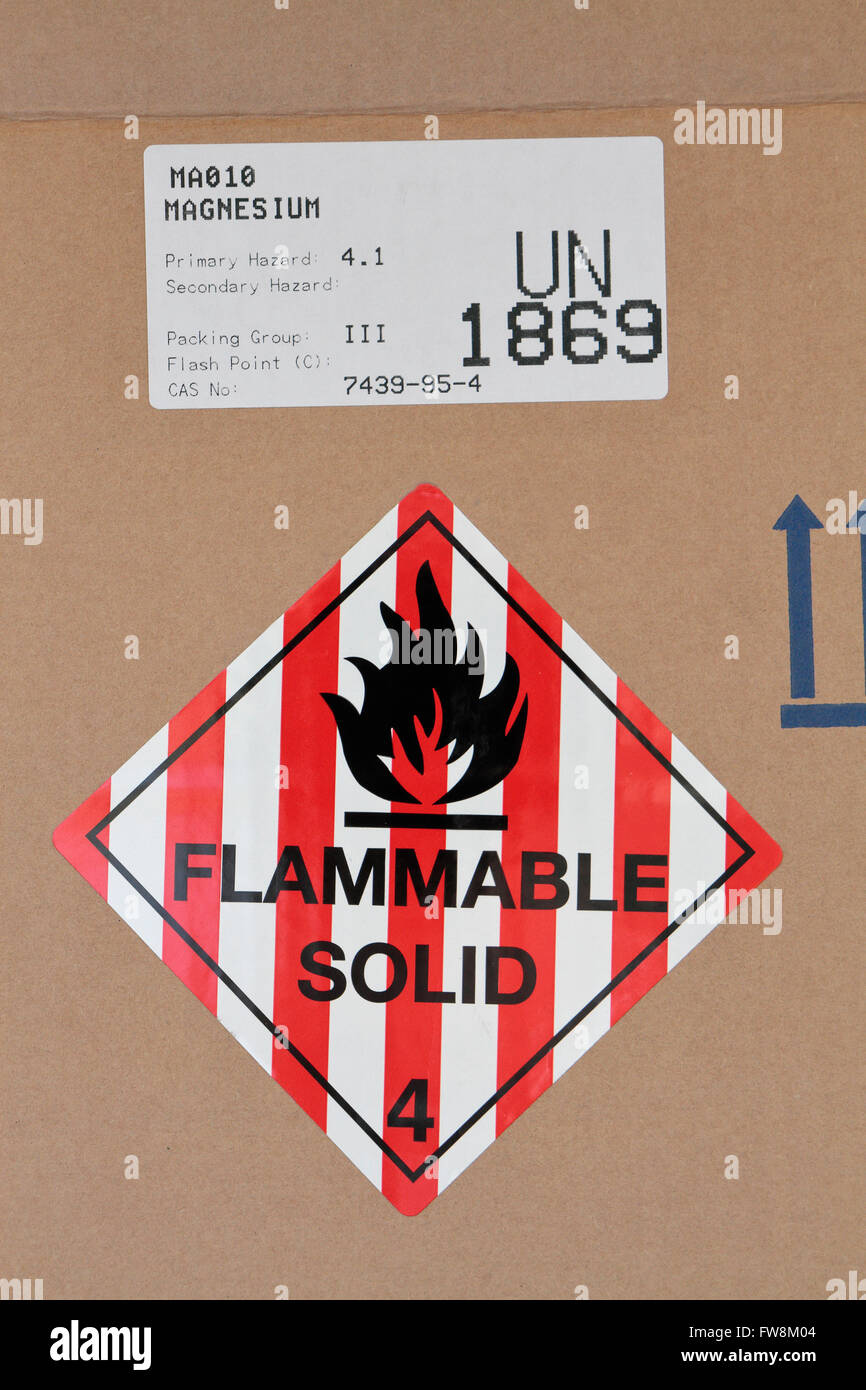 MA010
MAGNESIUM
Primary Hazard: 4.1
Secondary Hazard:
UN
1869
Packing Group: III
Flash Point (C):
CAS No: 7439-95-4
FLAMMABLE
SOLID
4
alamy
Image ID: FW8M04
www.alamy.com